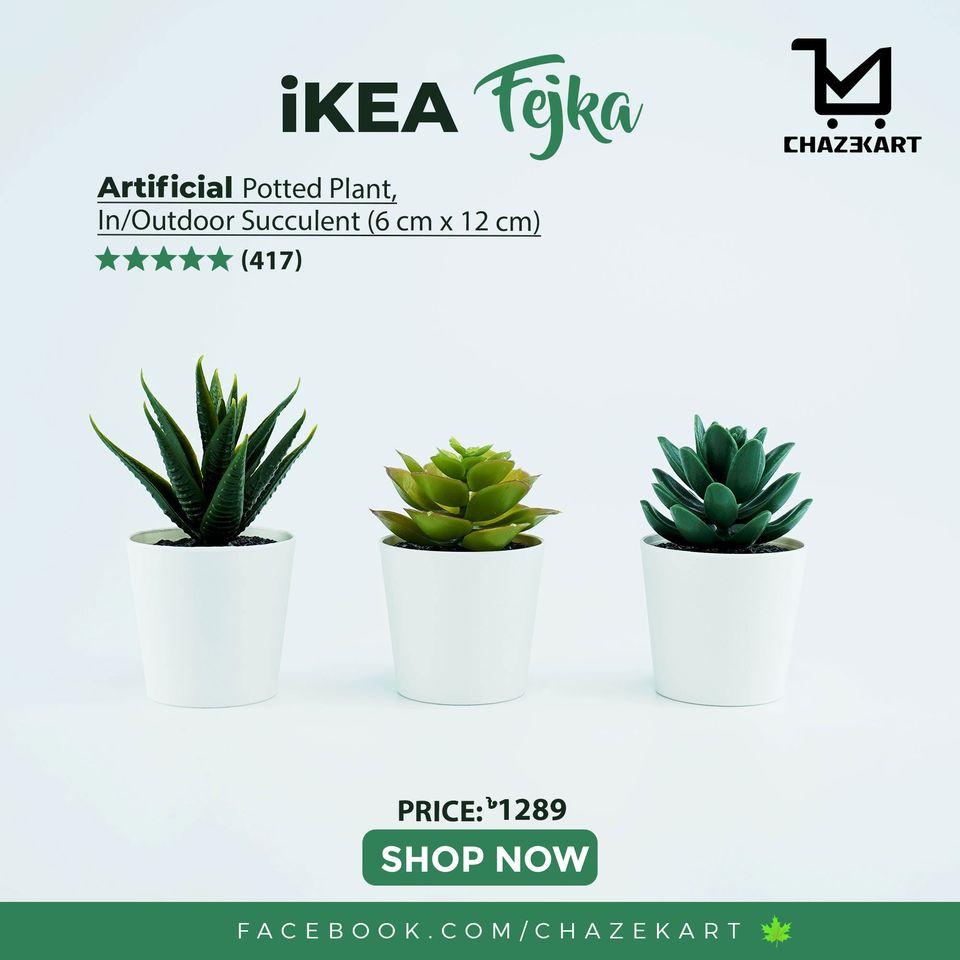 iKEA Fejka
CHAZEKART
Artificial Potted Plant,
In/Outdoor Succulent (6 cm x 12 cm)
★★★★★ (417)
PRICE: ৳1289
SHOP NOW
FACEBOOK.COM/CHAZEKART